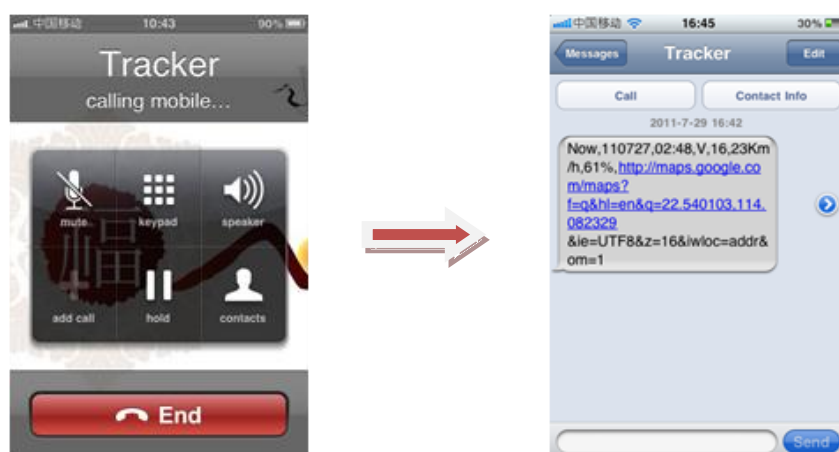 中国移动 10:43 90%
Tracker
calling mobile...
mute keypad speaker
福
add call hold contacts
End
中国移动 16:45 30%
Messages Tracker Edit
Call Contact Info
2011-7-29 16:42
Now,110727,02:48,V,16,23Km
/h,61%,http://maps.google.co
m/maps?
f=q&hl=en&q=22.540103,114.
082329
&ie=UTF8&z=16&iwloc=addr&
om=1
Send